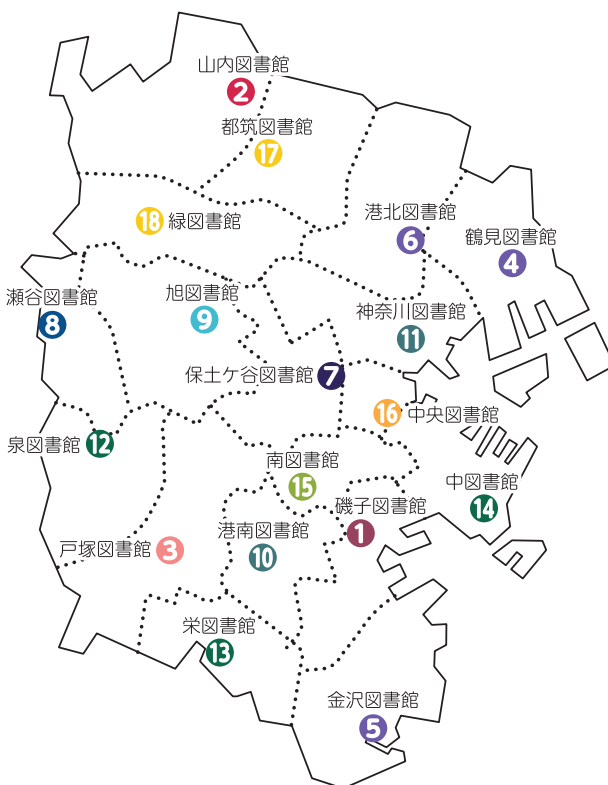 山内図書館
2
都筑図書館
17
港北図書館
6
18 緑図書館
鶴見図書館
4
瀬谷図書館
8
旭図書館
9
神奈川図書館
11
保土ケ谷図書館 7
16 中央図書館
泉図書館 12
南図書館
15
中図書館
14
磯子図書館
1
港南図書館
10
戸塚図書館 3
栄図書館
13
金沢図書館
5